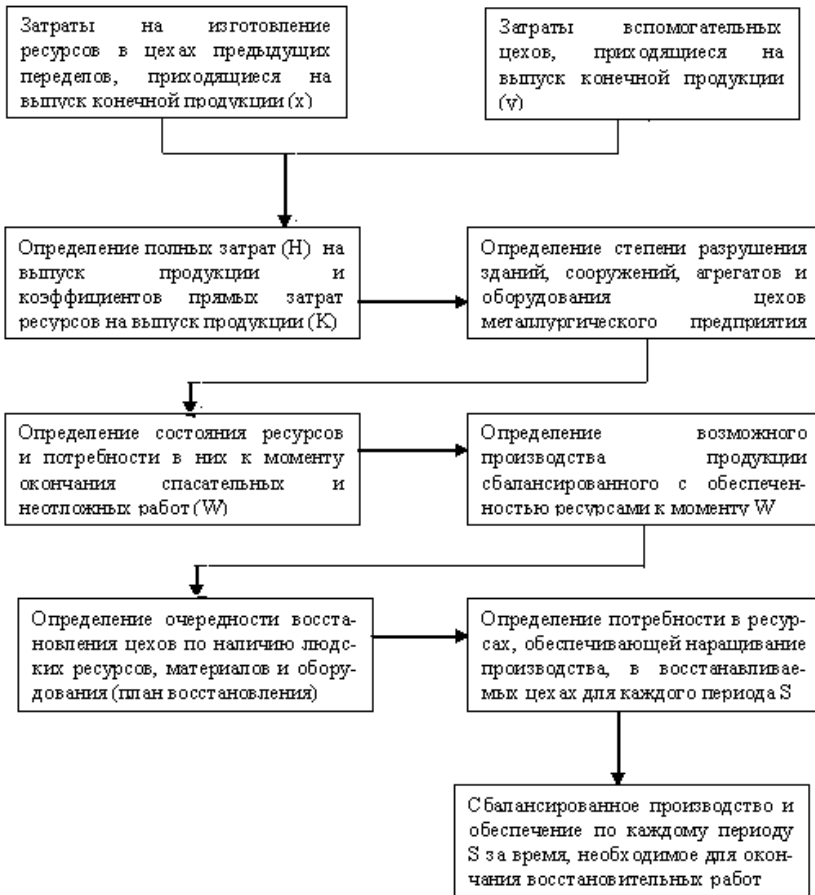 Затраты на изготовление
ресурсов в цехах предыдущих
переделов, приходящиеся на
выпуск конечной продукции (x)
Затраты вспомогательных
цехов, приходящиеся на
выпуск конечной продукции
(v)
Определение полных затрат (Н) на
выпуск продукции и
коэффициентов прямых затрат
ресурсов на выпуск продукции (К)
Определение степени разрушения
зданий, сооружений, агрегатов и
оборудования цехов
металлургического предприятия
Определение состояния ресурсов
и потребности в них к моменту
окончания спасательных и
неотложных работ (W)
Определение возможного
производства продукции
сбалансированного с обеспечен-
ностью ресурсами к моменту W
Определение очередности восста-
новления цехов по наличию люд-
ских ресурсов, материалов и обору-
дования (план восстановления)
Определение потребности в ресур-
сах, обеспечивающей наращивание
производства, в восстанавливае-
мых цехах для каждого периода S
Сбалансированное производство и
обеспечение по каждому периоду
S за время, необходимое для окон-
чания восстановительных работ